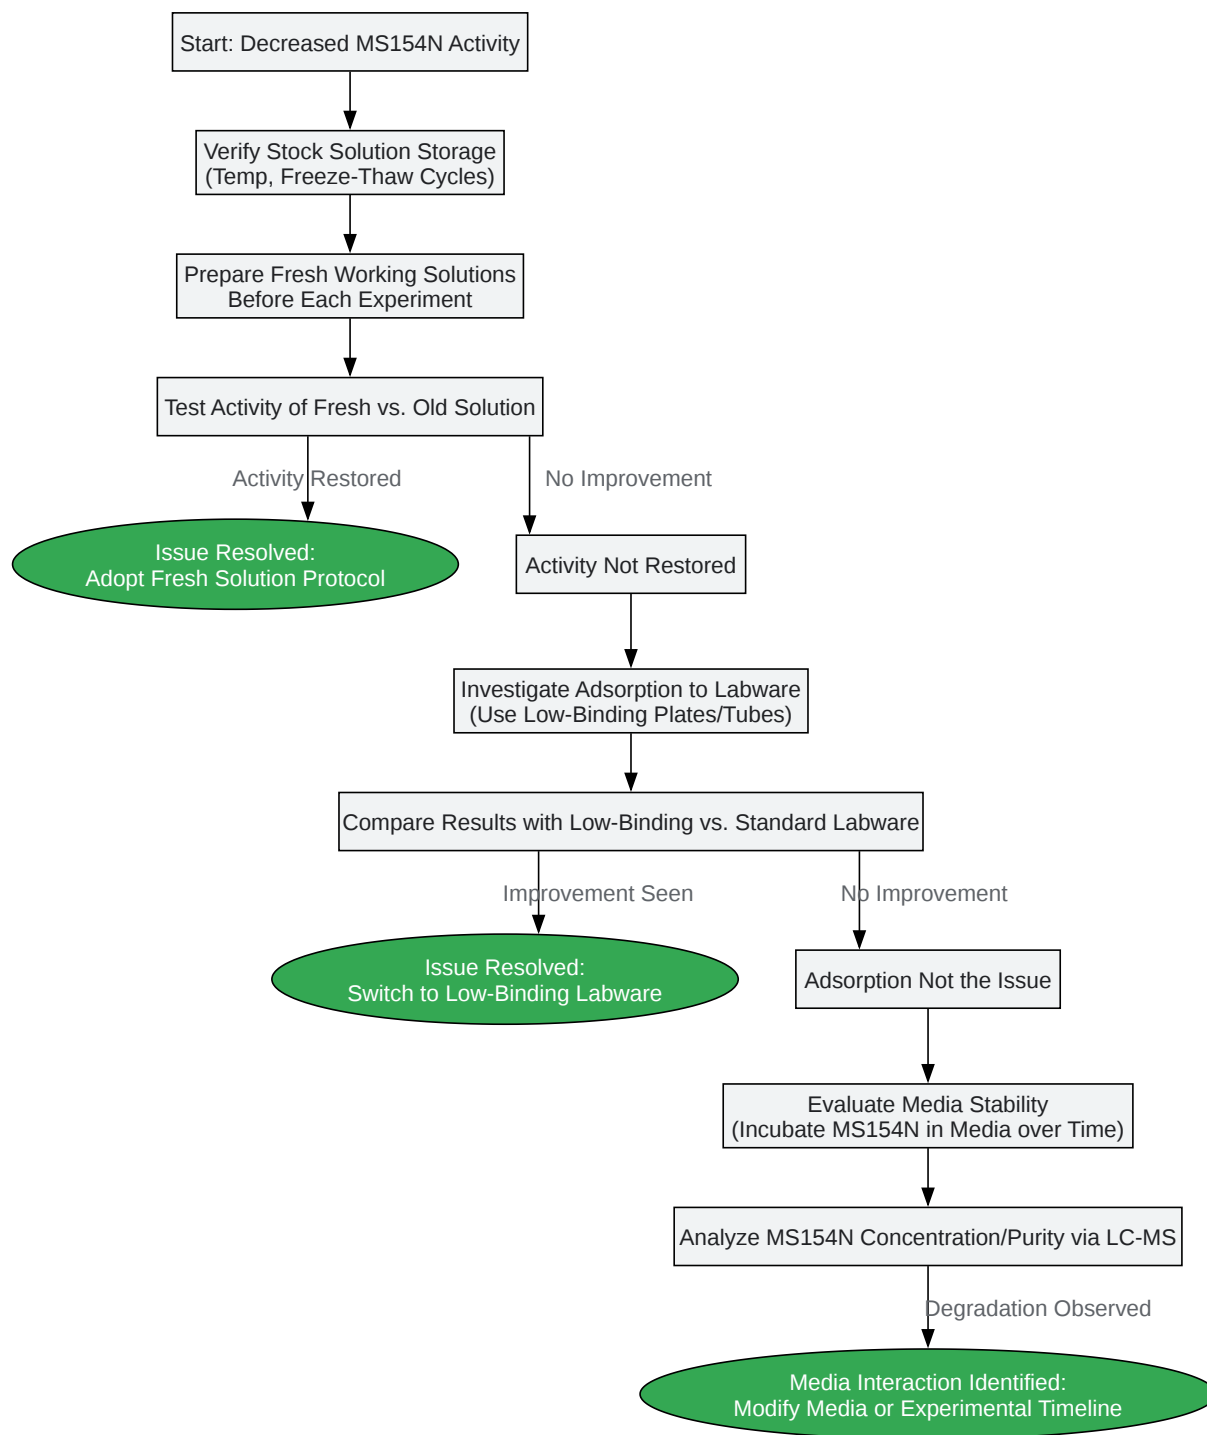 Start: Decreased MS154N Activity
Verify Stock Solution Storage
(Temp, Freeze-Thaw Cycles)
Prepare Fresh Working Solutions
Before Each Experiment
Test Activity of Fresh vs. Old Solution
Activity Restored
No Improvement
Issue Resolved:
Adopt Fresh Solution Protocol
Activity Not Restored
Investigate Adsorption to Labware
(Use Low-Binding Plates/Tubes)
Compare Results with Low-Binding vs. Standard Labware
Improvement Seen
No Improvement
Issue Resolved:
Switch to Low-Binding Labware
Adsorption Not the Issue
Evaluate Media Stability
(Incubate MS154N in Media over Time)
Analyze MS154N Concentration/Purity via LC-MS
Degradation Observed
Media Interaction Identified:
Modify Media or Experimental Timeline